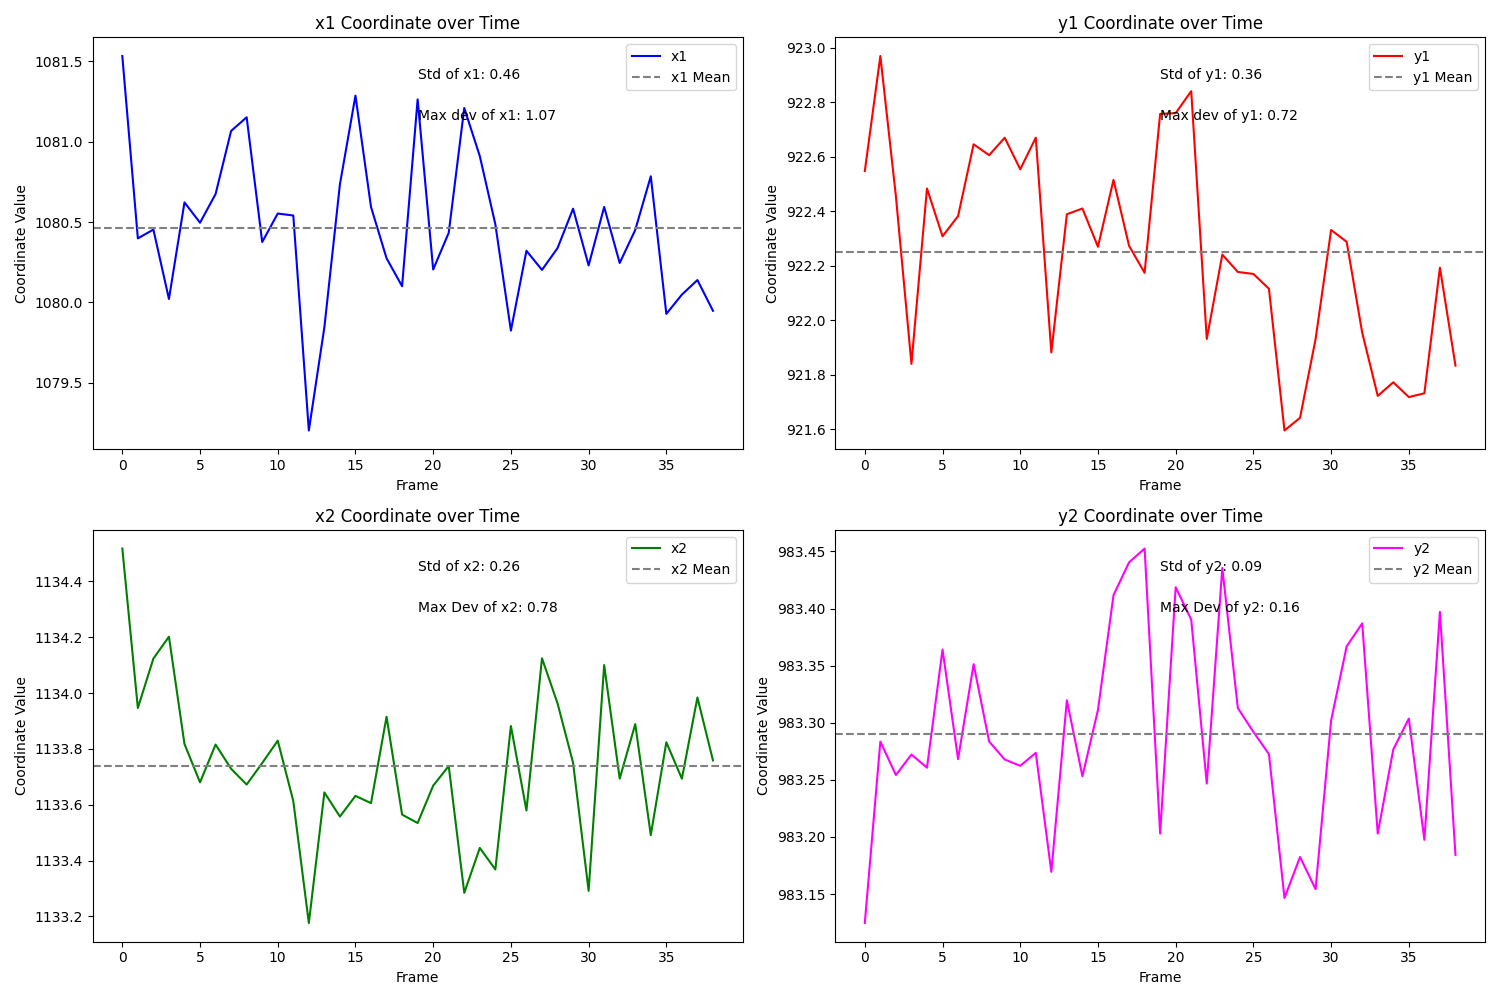 x1 Coordinate over Time
Coordinate Value
1081.5
1081.0
1080.5
1080.0
1079.5
Std of x1: 0.46
Max dev of x1: 1.07
x1
x1 Mean
0 5 10 15 20 25 30 35
Frame
y1 Coordinate over Time
Coordinate Value
923.0
922.8
922.6
922.4
922.2
922.0
921.8
921.6
Std of y1: 0.36
Max dev of y1: 0.72
y1
y1 Mean
0 5 10 15 20 25 30 35
Frame
x2 Coordinate over Time
Coordinate Value
1134.4
1134.2
1134.0
1133.8
1133.6
1133.4
1133.2
Std of x2: 0.26
Max Dev of x2: 0.78
x2
x2 Mean
0 5 10 15 20 25 30 35
Frame
y2 Coordinate over Time
Coordinate Value
983.45
983.40
983.35
983.30
983.25
983.20
983.15
Std of y2: 0.09
Max Dev of y2: 0.16
y2
y2 Mean
0 5 10 15 20 25 30 35
Frame